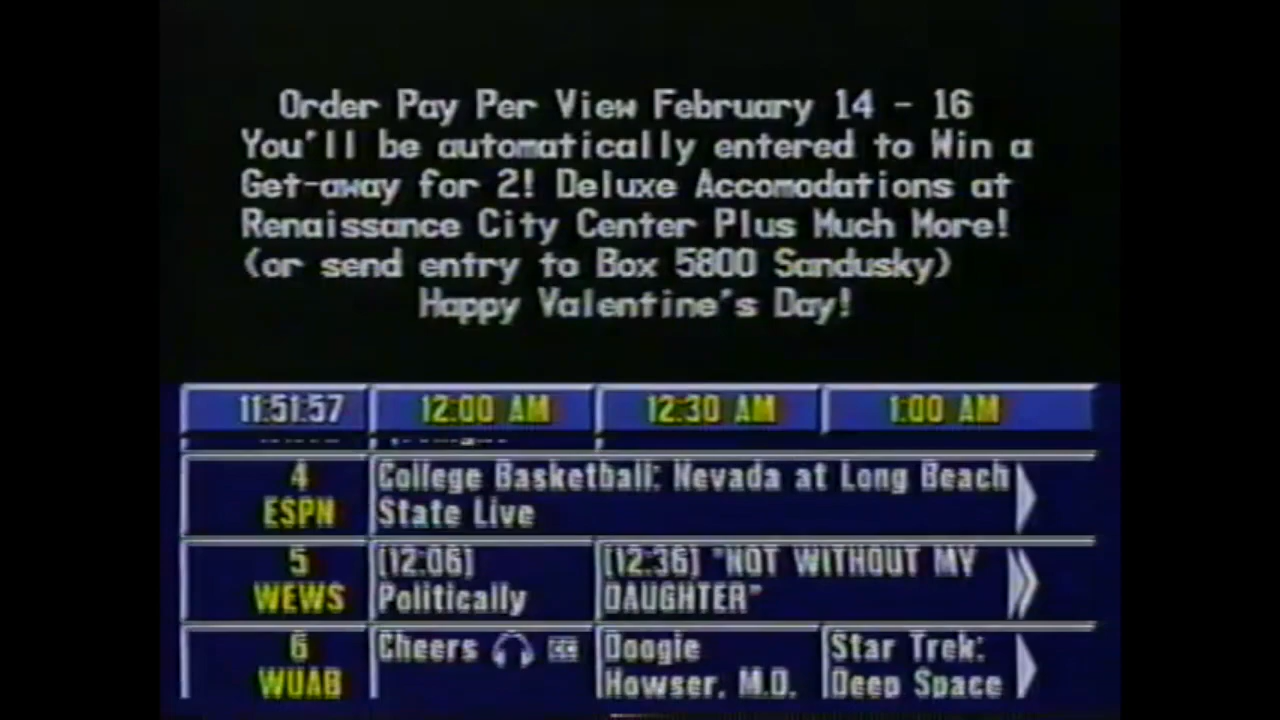 Order Pay Per View February 14 - 16
You'll be automatically entered to Win a
Get-away for 2! Deluxe Accomodations at
Renaissance City Center Plus Much More!
(or send entry to Box 5800 Sandusky)
Happy Valentine's Day!
11:51:57 12:00 AM 12:30 AM 1:00 AM
4 College Basketball: Nevada at Long Beach
ESPN State Live
5 (12:06) (12:36) "NOT WITHOUT MY
WEWS Politically DAUGHTER"
6 Cheers CC Doogie Star Trek:
WUAB Howser, M.D. Deep Space